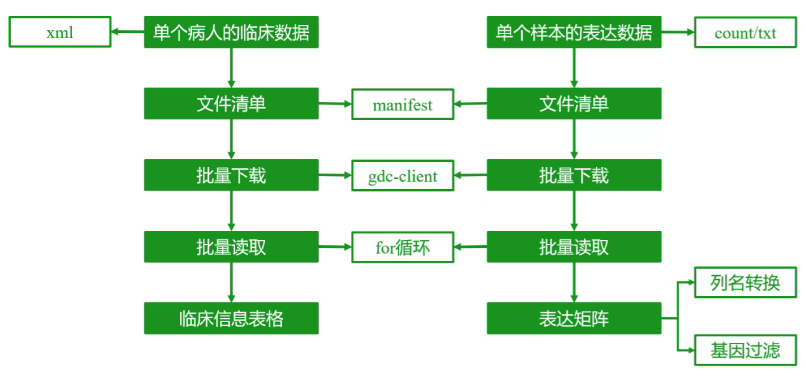 xml
单个病人的临床数据
单个样本的表达数据
count/txt
文件清单
manifest
文件清单
批量下载
gdc-client
批量下载
批量读取
for循环
批量读取
列名转换
临床信息表格
表达矩阵
基因过滤